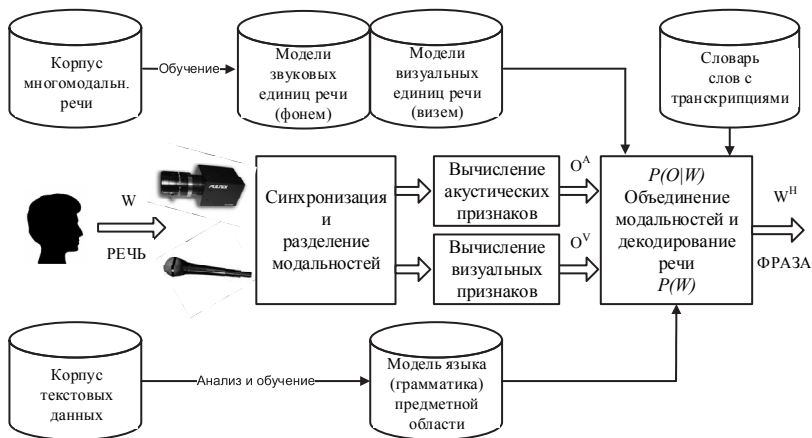 Корпус
многомодальн.
речи
Обучение
Модели
звуковых
единиц речи
(фонем)
Модели
визуальных
единиц речи
(визем)
Словарь
слов с
транскрипциями
W
РЕЧЬ
Синхронизация
и
разделение
модальностей
Вычисление
акустических
признаков
O^A
Вычисление
визуальных
признаков
O^V
P(O|W)
Объединение
модальностей и
декодирование
речи
P(W)
W^H
ФРАЗА
Корпус
текстовых
данных
Анализ и обучение
Модель языка
(грамматика)
предметной
области